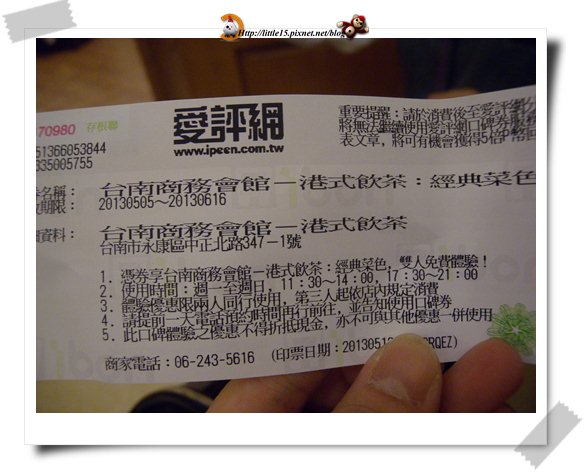 Http://little15.pixnet.net/blog
70980 存根聯
51366053844
335005755
愛評網
www.ipeen.com.tw
重要提醒：請於消費後至愛評網
將無法繼續使用愛評網口碑券服
表文章，將可有機會獲得5倍
券名稱： 台南商務會館－港式飲茶：經典菜色
期限： 20130505～20130616
資料： 台南商務會館－港式飲茶
台南市永康區中正北路347－1號
1. 憑券享台南商務會館－港式飲茶：經典菜色，雙人免費體驗！
2. 使用時間：週一至週日，11:30～14:00，17:30～21:00
3. 體驗優惠限兩人同行使用，第三人起依店內規定消費
4. 請提前一天電話預約時間再行前往，並告知使用口碑券
5. 此口碑體驗之優惠不得折抵現金，亦不可與其他優惠一併使用
商家電話：06-243-5616 (印票日期：201305 RQEZ)